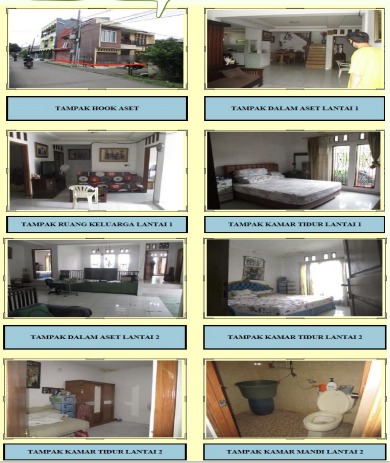 TAMPAK HOOK ASET
TAMPAK DALAM ASET LANTAI 1
TAMPAK RUANG KELUARGA LANTAI 1
TAMPAK KAMAR TIDUR LANTAI 1
TAMPAK DALAM ASET LANTAI 2
TAMPAK KAMAR TIDUR LANTAI 2
TAMPAK KAMAR TIDUR LANTAI 2
TAMPAK KAMAR MANDI LANTAI 2